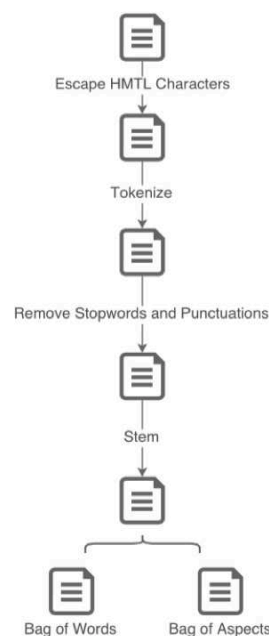 Escape HMTL Characters
Tokenize
Remove Stopwords and Punctuations
Stem
Bag of Words
Bag of Aspects